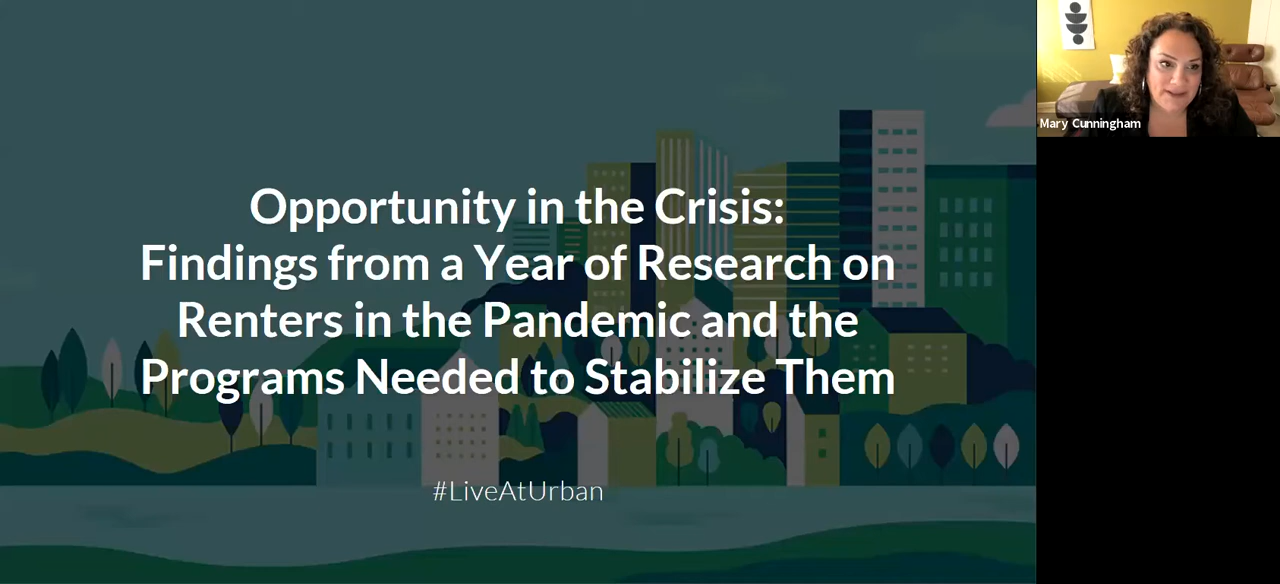 Opportunity in the Crisis:
Findings from a Year of Research on
Renters in the Pandemic and the
Programs Needed to Stabilize Them
#LiveAtUrban
Mary Cunningham